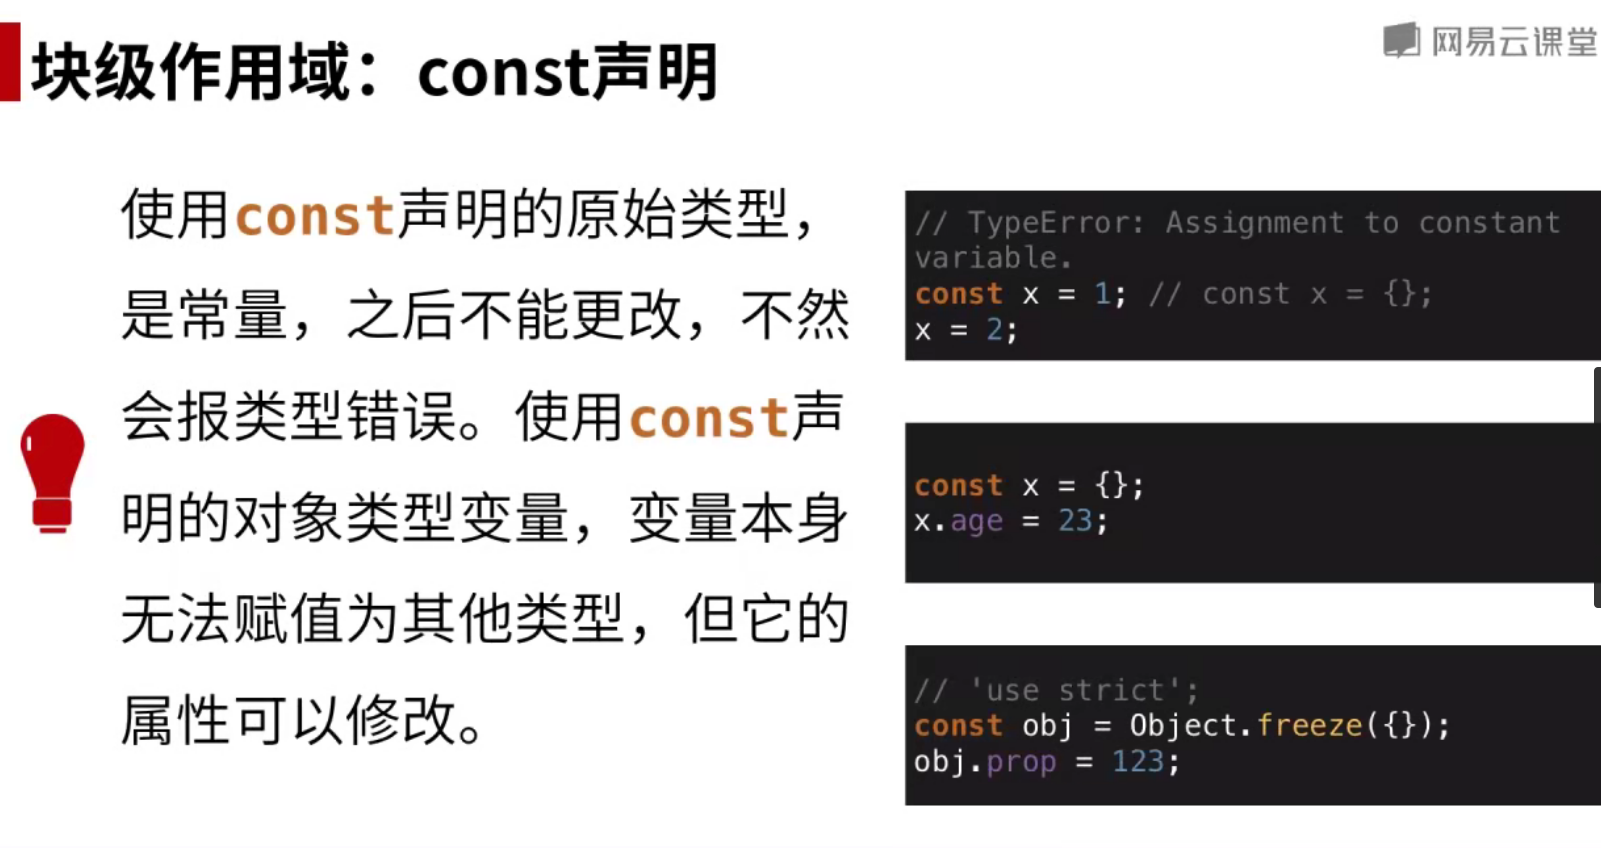 块级作用域：const声明
网易云课堂
使用const声明的原始类型，
是常量，之后不能更改，不然
会报类型错误。使用const声
明的对象类型变量，变量本身
无法赋值为其他类型，但它的
属性可以修改。
// TypeError: Assignment to constant
variable.
const x = 1; // const x = {};
x = 2;
const x = {};
x.age = 23;
// 'use strict';
const obj = Object.freeze({});
obj.prop = 123;